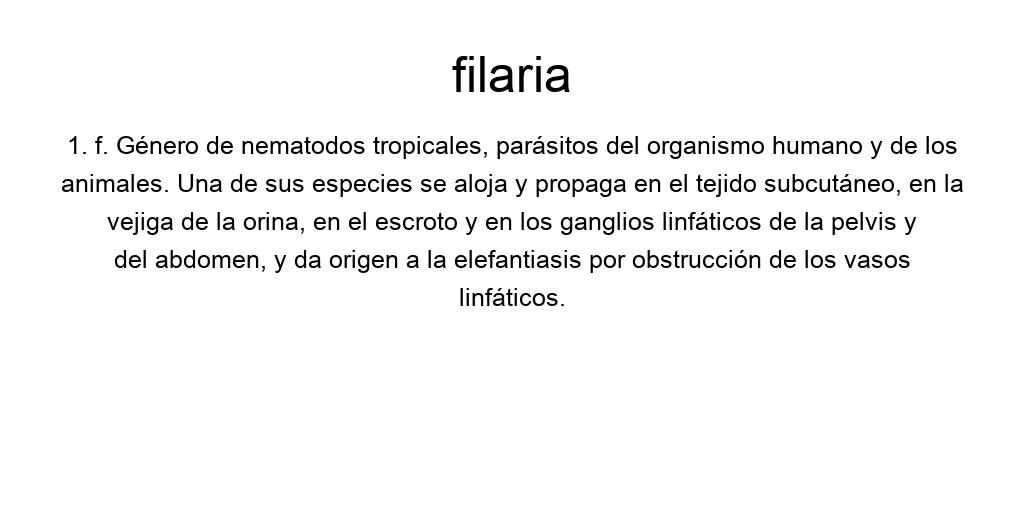 filaria
1. f. Género de nematodos tropicales, parásitos del organismo humano y de los
animales. Una de sus especies se aloja y propaga en el tejido subcutáneo, en la
vejiga de la orina, en el escroto y en los ganglios linfáticos de la pelvis y
del abdomen, y da origen a la elefantiasis por obstrucción de los vasos
linfáticos.